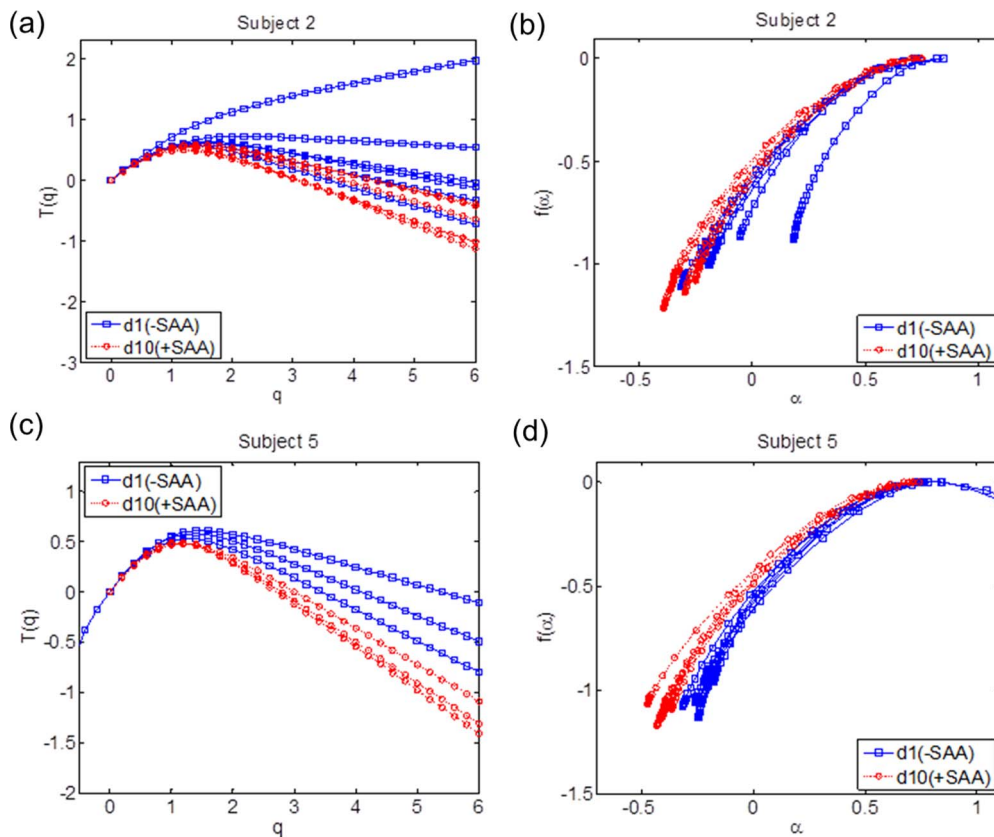 (a)
Subject 2
2
1
0
-1
-2
-3
T(q)
0
1
2
3
4
5
6
q
d1(-SAA)
d10(+SAA)
(b)
Subject 2
0
-0.5
-1
-1.5
f(α)
-0.5
0
0.5
1
α
d1(-SAA)
d10(+SAA)
(c)
Subject 5
1
0.5
0
-0.5
-1
-1.5
-2
T(q)
0
1
2
3
4
5
6
q
d1(-SAA)
d10(+SAA)
(d)
Subject 5
0
-0.5
-1
-1.5
f(α)
-0.5
0
0.5
1
α
d1(-SAA)
d10(+SAA)